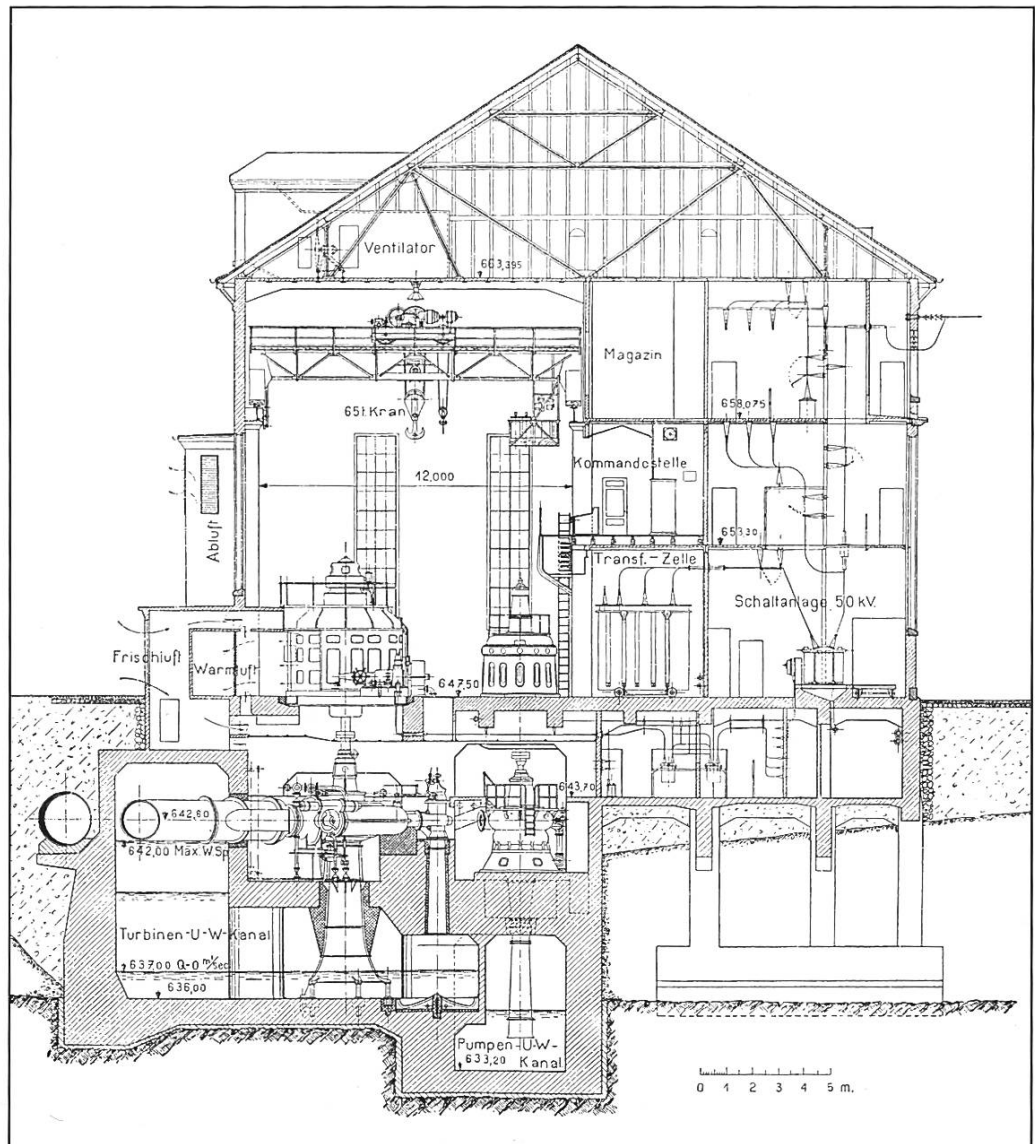 Ventilator
663,395
Magazin
65t.Kran
658,075
12,000
Kommandostelle
Abluft
653,30
Transf.-Zelle
Schaltanlage 50 kV.
Frischluft
Warmluft
647,50
643,70
642,80
642,00 Max.W.Sp.
Turbinen-U-W-Kanal
637,00 Q=0 m³/sec
636,00
Pumpen-U-W-
Kanal
633,20
0 1 2 3 4 5 m.